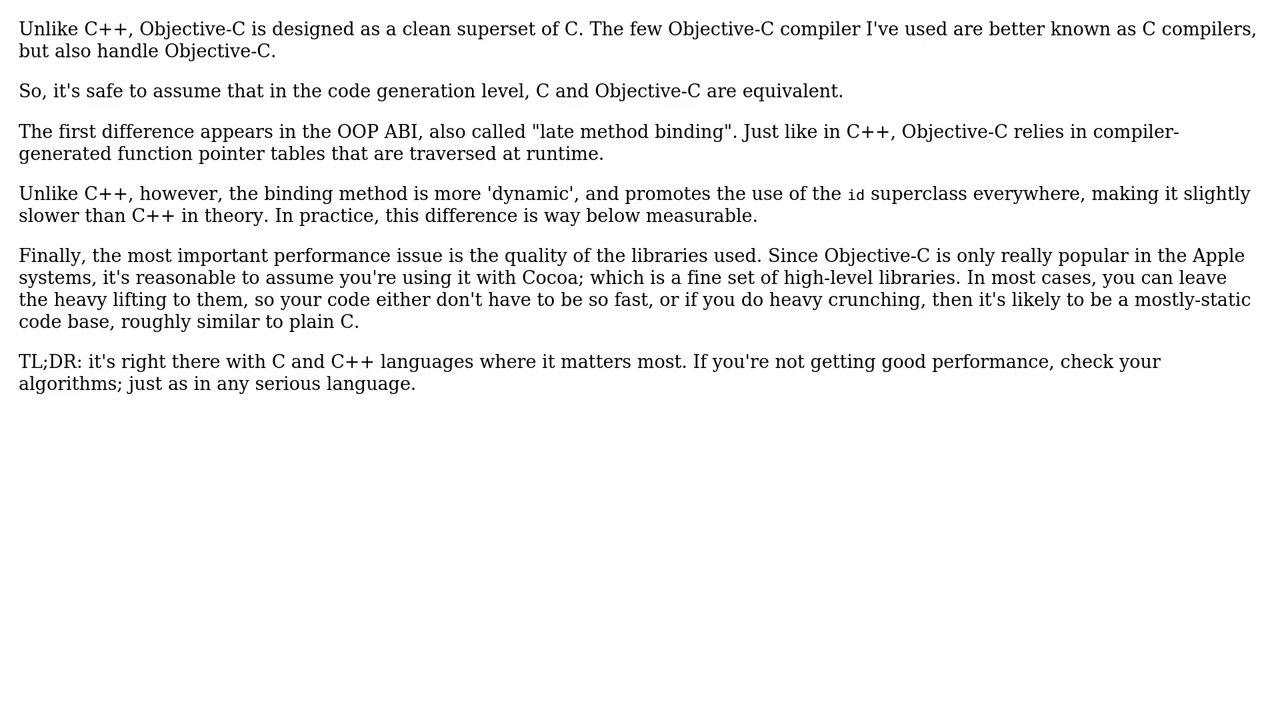 Unlike C++, Objective-C is designed as a clean superset of C. The few Objective-C compiler I've used are better known as C compilers,
but also handle Objective-C.
So, it's safe to assume that in the code generation level, C and Objective-C are equivalent.
The first difference appears in the OOP ABI, also called "late method binding". Just like in C++, Objective-C relies in compiler-
generated function pointer tables that are traversed at runtime.
Unlike C++, however, the binding method is more 'dynamic', and promotes the use of the id superclass everywhere, making it slightly
slower than C++ in theory. In practice, this difference is way below measurable.
Finally, the most important performance issue is the quality of the libraries used. Since Objective-C is only really popular in the Apple
systems, it's reasonable to assume you're using it with Cocoa; which is a fine set of high-level libraries. In most cases, you can leave
the heavy lifting to them, so your code either don't have to be so fast, or if you do heavy crunching, then it's likely to be a mostly-static
code base, roughly similar to plain C.
TL;DR: it's right there with C and C++ languages where it matters most. If you're not getting good performance, check your
algorithms; just as in any serious language.